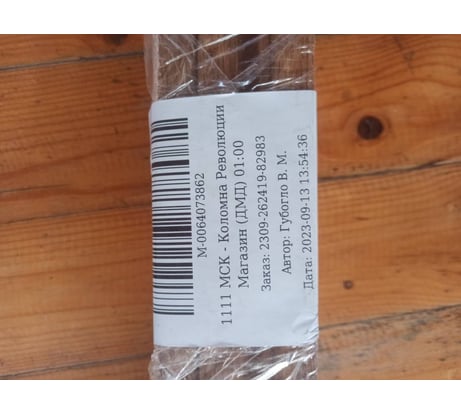 М-0064073862
1111 МСК - Коломна Революции
Магазин (ДМД) 01:00
Заказ: 2309-262419-82983
Автор: Губогло В. М.
Дата: 2023-09-13 13:54:36